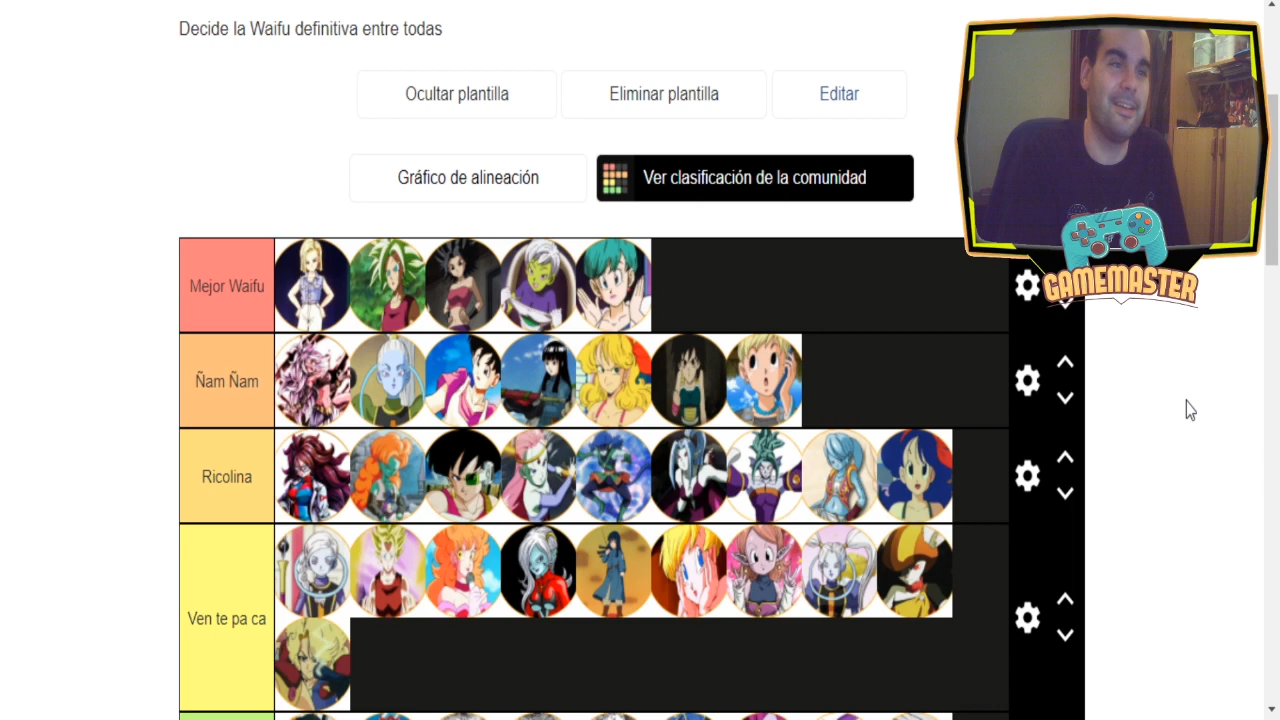 Decide la Waifu definitiva entre todas
Ocultar plantilla
Eliminar plantilla
Editar
Gráfico de alineación
Ver clasificación de la comunidad
GAMEMASTER
Mejor Waifu
Ñam Ñam
Ricolina
Ven te pa ca